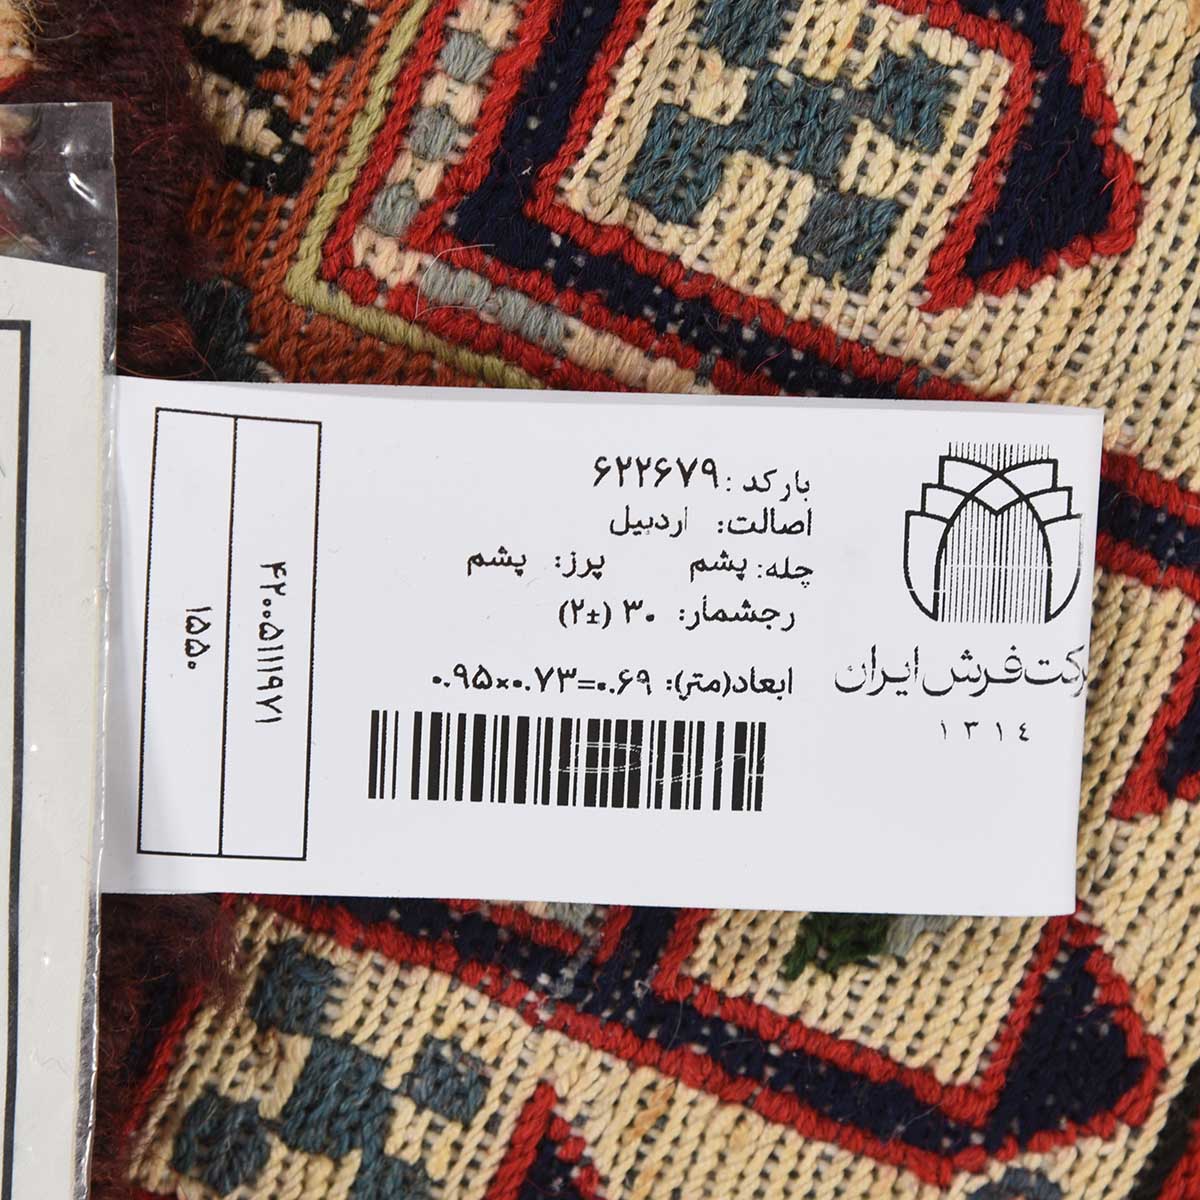 بارکد: ۶۲۲۶۷۹
اصالت: اردبیل
چله: پشم پرز: پشم
رجشمار: ۳۰ (±۲)
ابعاد(متر): ۰.۹۵×۰.۷۳=۰.۶۹
شرکت فرش ایران
۱۳۱۴
۴۲۰۰۵۱۱۱۹۷۱
۱۵۵۰